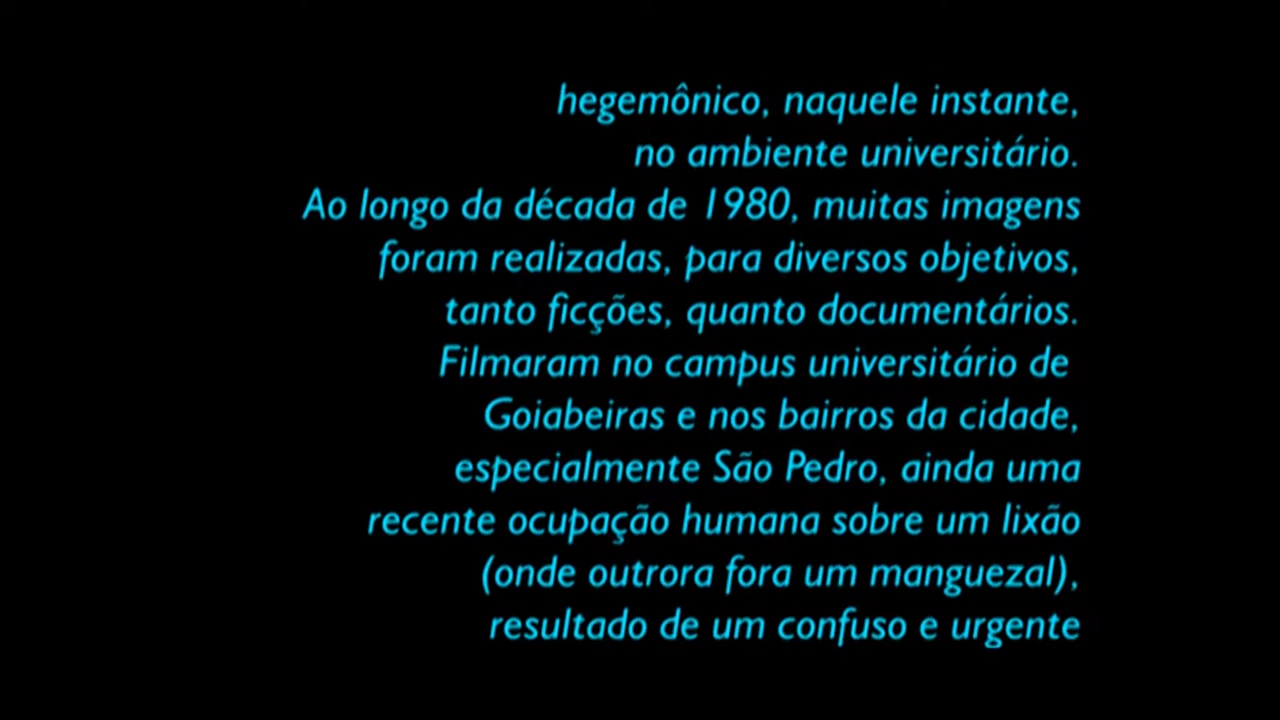 hegemônico, naquele instante,
no ambiente universitário.
Ao longo da década de 1980, muitas imagens
foram realizadas, para diversos objetivos,
tanto ficções, quanto documentários.
Filmaram no campus universitário de
Goiabeiras e nos bairros da cidade,
especialmente São Pedro, ainda uma
recente ocupação humana sobre um lixão
(onde outrora fora um manguezal),
resultado de um confuso e urgente